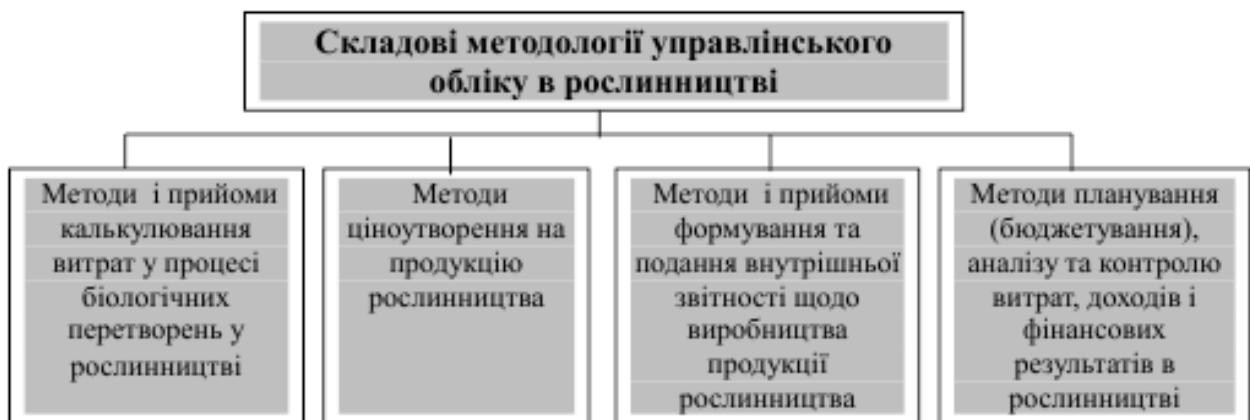 Складові методології управлінського
обліку в рослинництві
Методи і прийоми
калькулювання
витрат у процесі
біологічних
перетворень у
рослинництві
Методи
ціноутворення на
продукцію
рослинництва
Методи і прийоми
формування та
подання внутрішньої
звітності щодо
виробництва
продукції
рослинництва
Методи планування
(бюджетування),
аналізу та контролю
витрат, доходів і
фінансових
результатів в
рослинництві